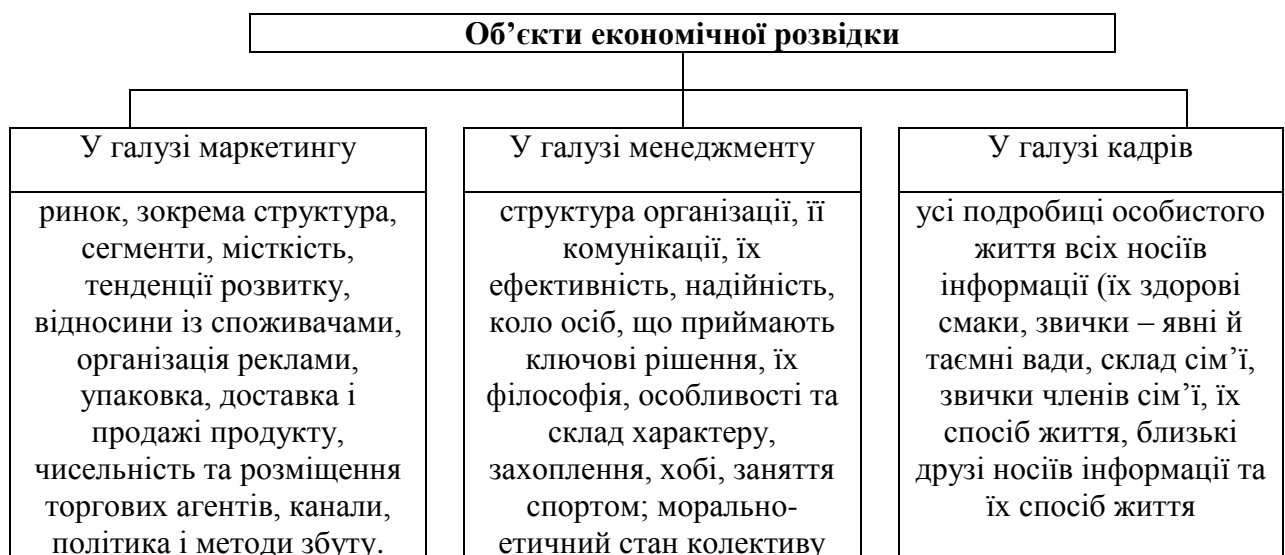 Об’єкти економічної розвідки
У галузі маркетингу
ринок, зокрема структура,
сегменти, місткість,
тенденції розвитку,
відносини із споживачами,
організація реклами,
упаковка, доставка і
продажі продукту,
чисельність та розміщення
торгових агентів, канали,
політика і методи збуту.
У галузі менеджменту
структура організації, її
комунікації, їх
ефективність, надійність,
коло осіб, що приймають
ключові рішення, їх
філософія, особливості та
склад характеру,
захоплення, хобі, заняття
спортом; морально-
етичний стан колективу
У галузі кадрів
усі подробиці особистого
життя всіх носіїв
інформації (їх здорові
смаки, звички – явні й
таємні вади, склад сім’ї,
звички членів сім’ї, їх
спосіб життя, близькі
друзі носіїв інформації та
їх спосіб життя